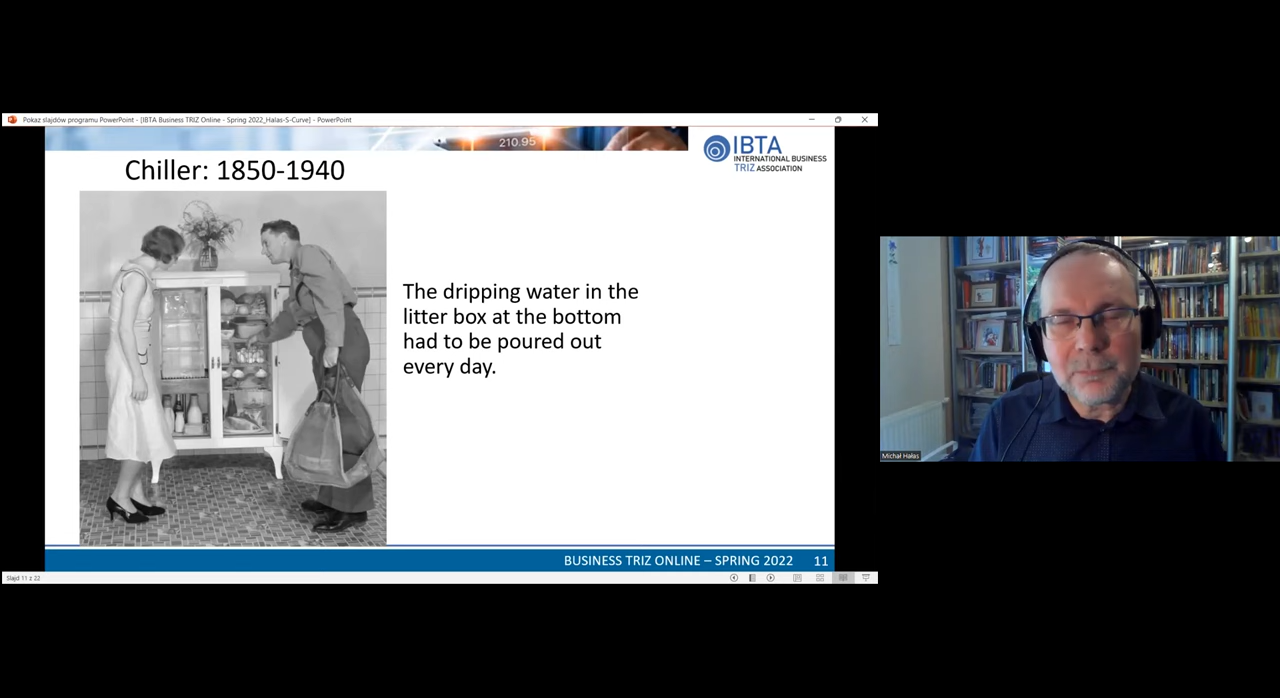 Pokaz slajdów programu PowerPoint - [IBTA Business TRIZ Online - Spring 2022_Halas-S-Curve] - PowerPoint
210.95
IBTA
INTERNATIONAL BUSINESS
TRIZ ASSOCIATION
Chiller: 1850-1940
The dripping water in the
litter box at the bottom
had to be poured out
every day.
BUSINESS TRIZ ONLINE – SPRING 2022 11
Slajd 11 z 22
Michał Hałas